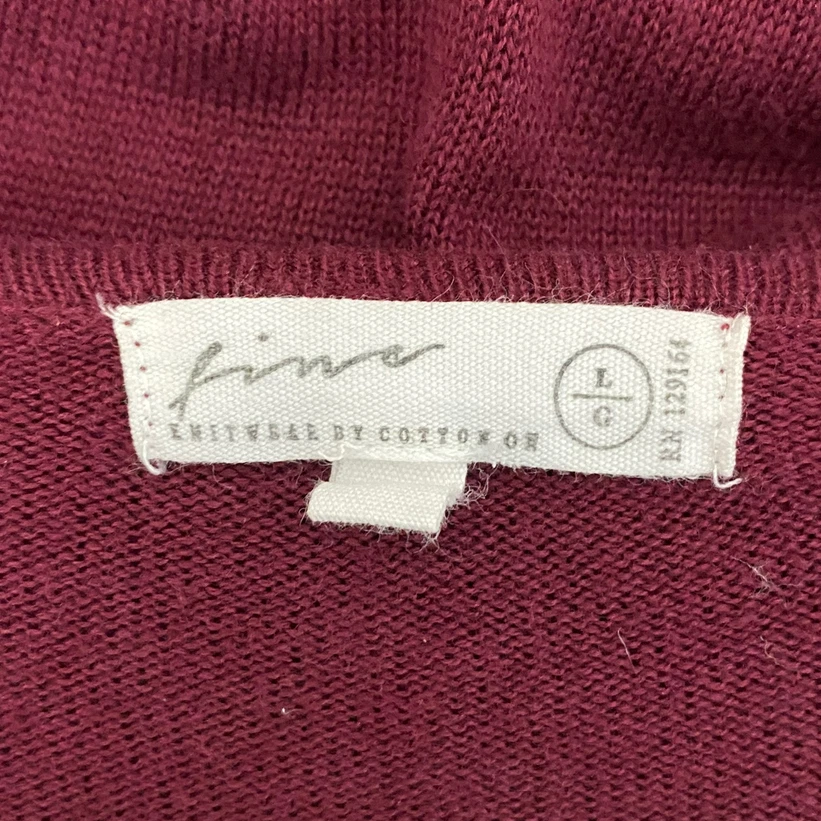 fine
KNITWEAR BY COTTON ON
L
G
RN 129164